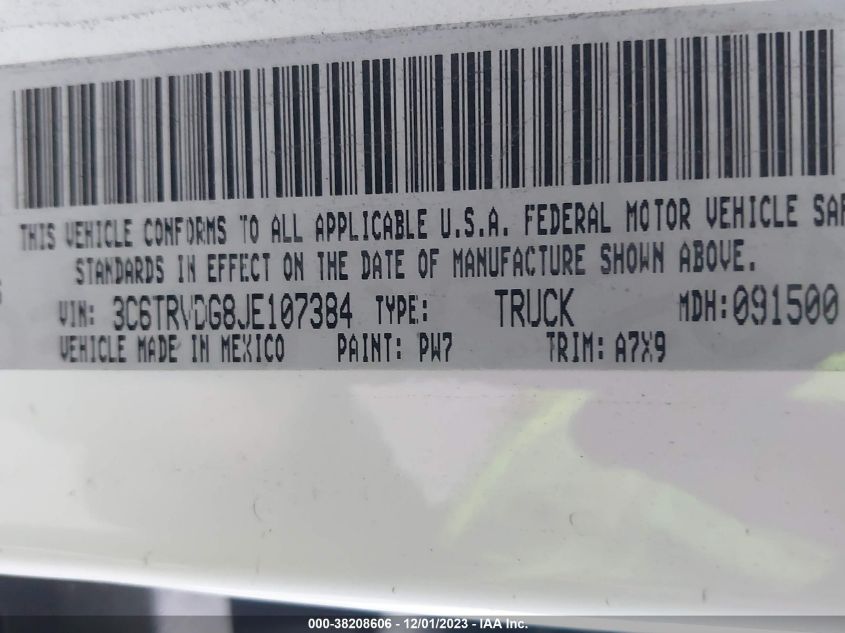 THIS VEHICLE CONFORMS TO ALL APPLICABLE U.S.A. FEDERAL MOTOR VEHICLE SAF
STANDARDS IN EFFECT ON THE DATE OF MANUFACTURE SHOWN ABOVE.
VIN: 3C6TRVDG8JE107384 TYPE: TRUCK MDH:091500
VEHICLE MADE IN MEXICO PAINT: PW7 TRIM: A7X9
000-38208606 - 12/01/2023 - IAA Inc.